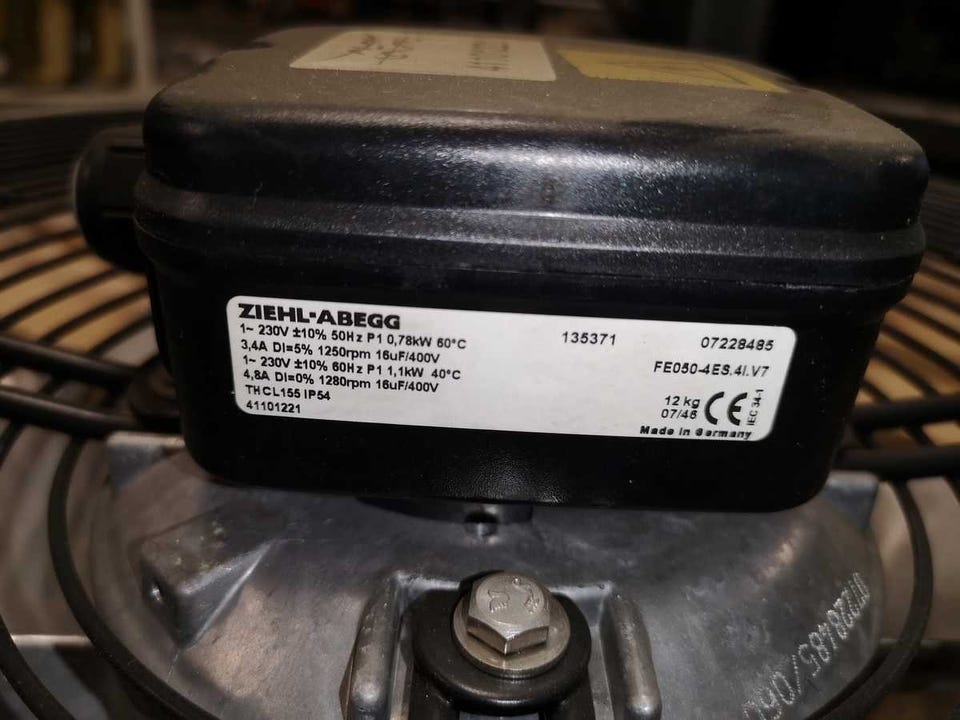 ZIEHL-ABEGG
1~ 230V ±10% 50Hz P1 0,78kW 60°C
3,4A DI=5% 1250rpm 16uF/400V
1~ 230V ±10% 60Hz P1 1,1kW 40°C
4,8A DI=0% 1280rpm 16uF/400V
THCL155 IP54
41101221
135371
07228485
FE050-4ES.4I.V7
12 kg
07/46
CE
IEC 34-1
Made in Germany